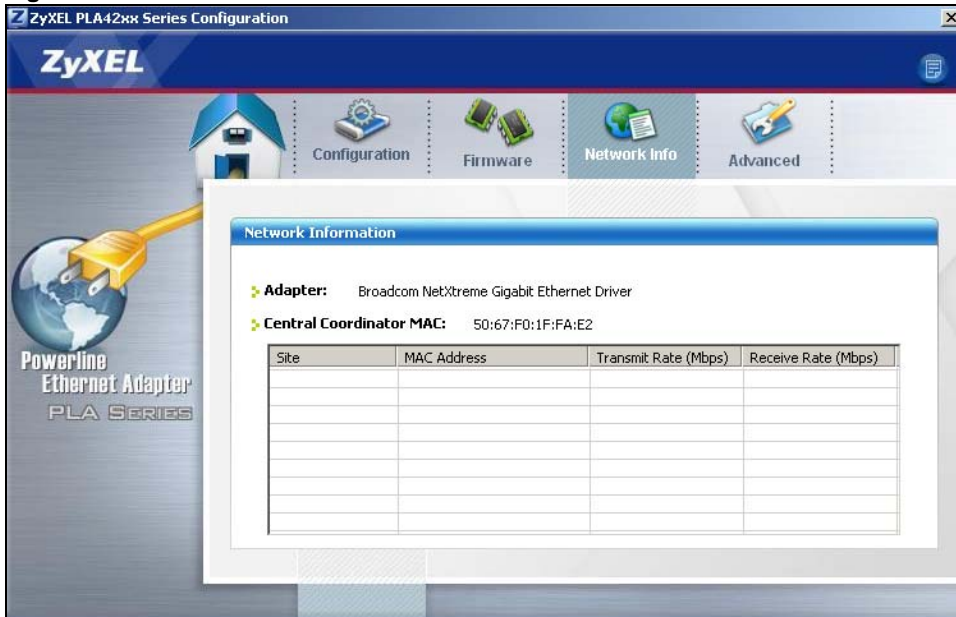 ZyXEL PLA42xx Series Configuration
ZyXEL
Configuration
Firmware
Network Info
Advanced
Network Information
Adapter: Broadcom NetXtreme Gigabit Ethernet Driver
Central Coordinator MAC: 50:67:F0:1F:FA:E2
Site MAC Address Transmit Rate (Mbps) Receive Rate (Mbps)
Powerline
Ethernet Adapter
PLA SERIES